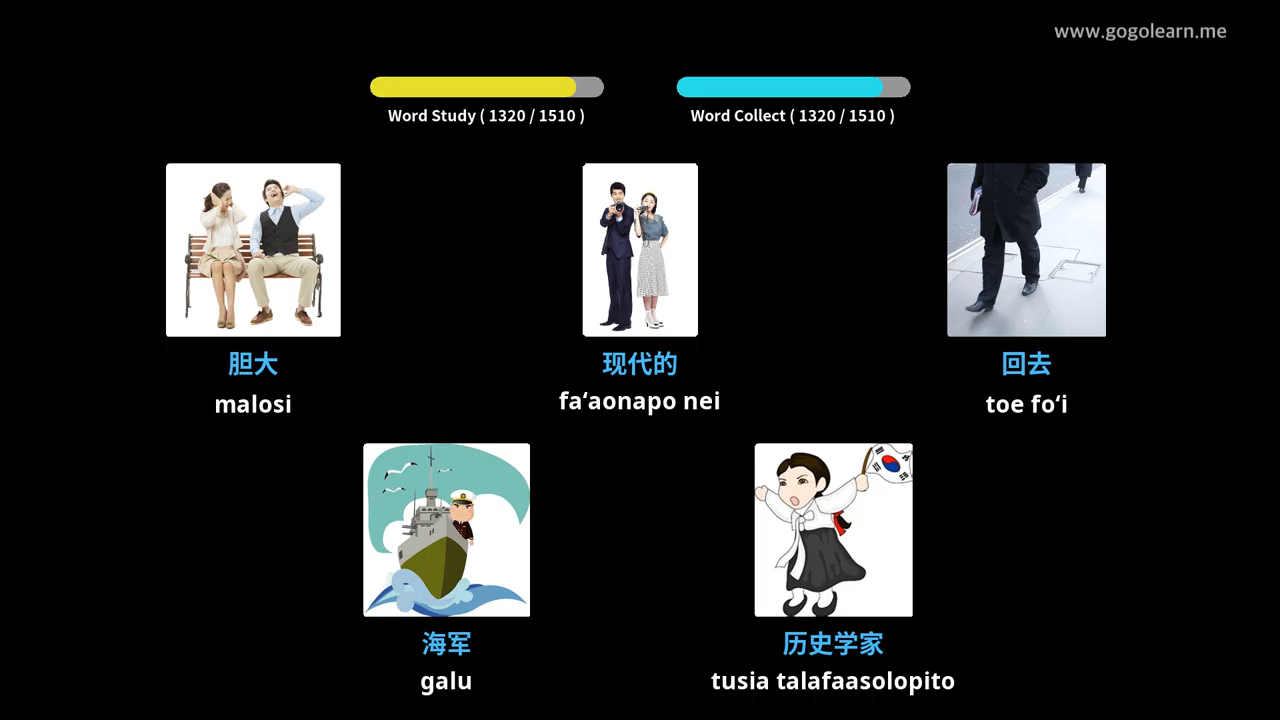 www.gogolearn.me
Word Study ( 1320 / 1510 )
Word Collect ( 1320 / 1510 )
胆大
malosi
现代的
fa‘aonapo nei
回去
toe fo‘i
海军
galu
历史学家
tusia talafaasolopito